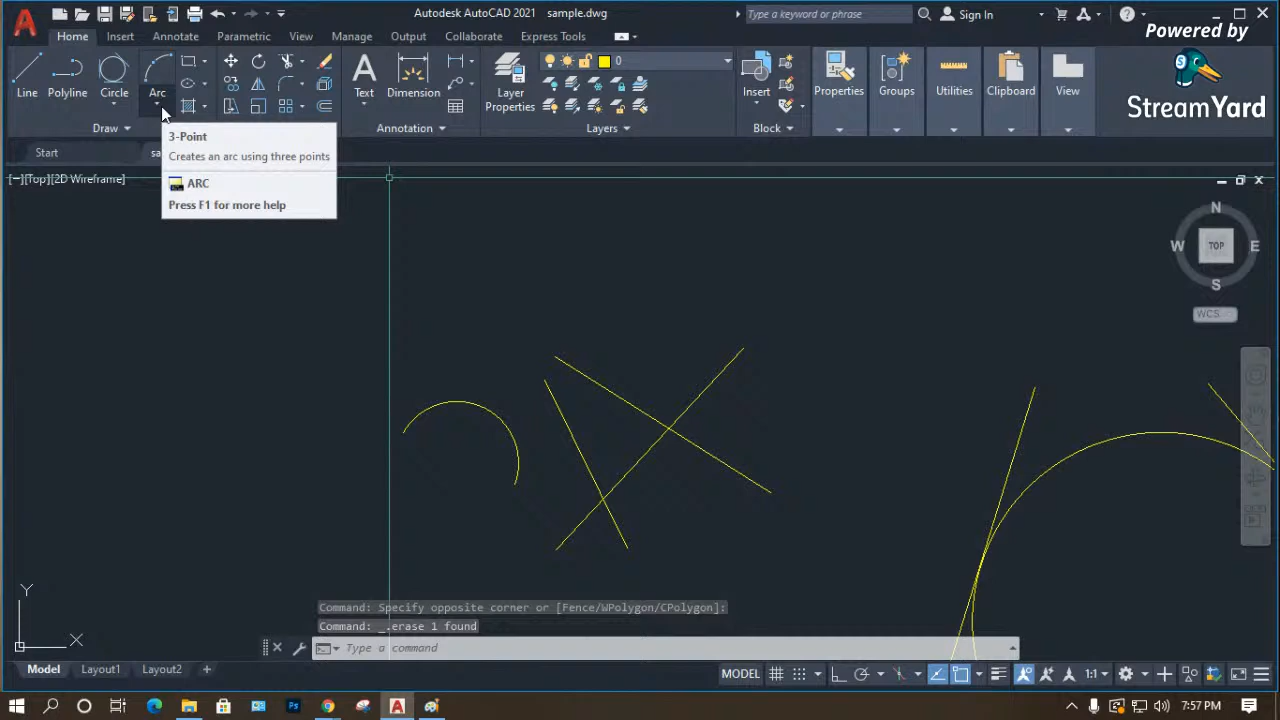 Autodesk AutoCAD 2021 sample.dwg
Type a keyword or phrase
Sign In
Powered by
StreamYard
Home Insert Annotate Parametric View Manage Output Collaborate Express Tools
Line Polyline Circle Arc
Text Dimension
Layer
Properties
0
Insert
Properties Groups Utilities Clipboard View
Draw Annotation Layers Block
Start
sa
3-Point
Creates an arc using three points
ARC
Press F1 for more help
[−][Top][2D Wireframe]
N
W TOP E
S
WCS
Y
X
Command: Specify opposite corner or [Fence/WPolygon/CPolygon]:
Command: _.erase 1 found
Type a command
Model Layout1 Layout2 +
MODEL
1:1
7:57 PM